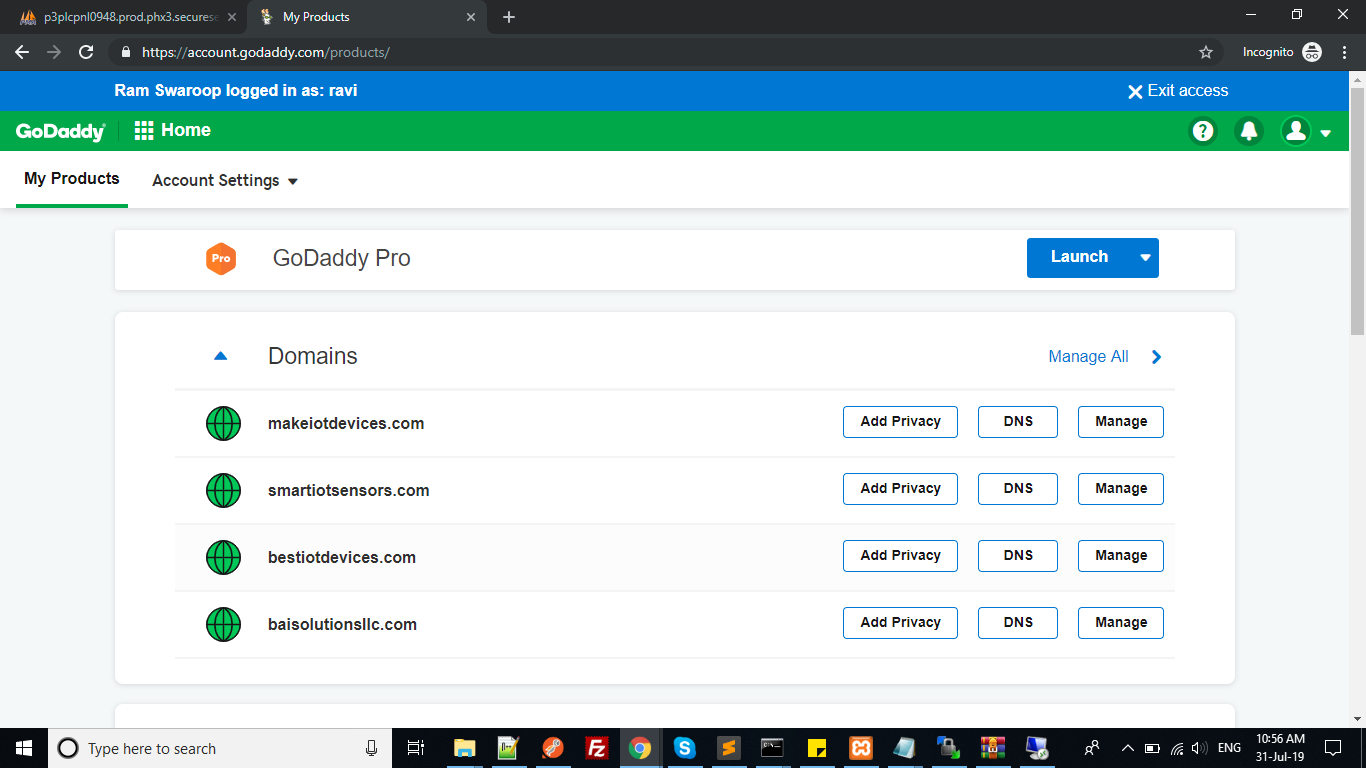 p3plcpnl0948.prod.phx3.securese
My Products
https://account.godaddy.com/products/
Incognito
Ram Swaroop logged in as: ravi
Exit access
GoDaddy
Home
?
My Products
Account Settings
Pro
GoDaddy Pro
Launch
Domains
Manage All
makeiotdevices.com
Add Privacy
DNS
Manage
smartiotsensors.com
Add Privacy
DNS
Manage
bestiotdevices.com
Add Privacy
DNS
Manage
baisolutionsllc.com
Add Privacy
DNS
Manage
Type here to search
ENG
10:56 AM
31-Jul-19